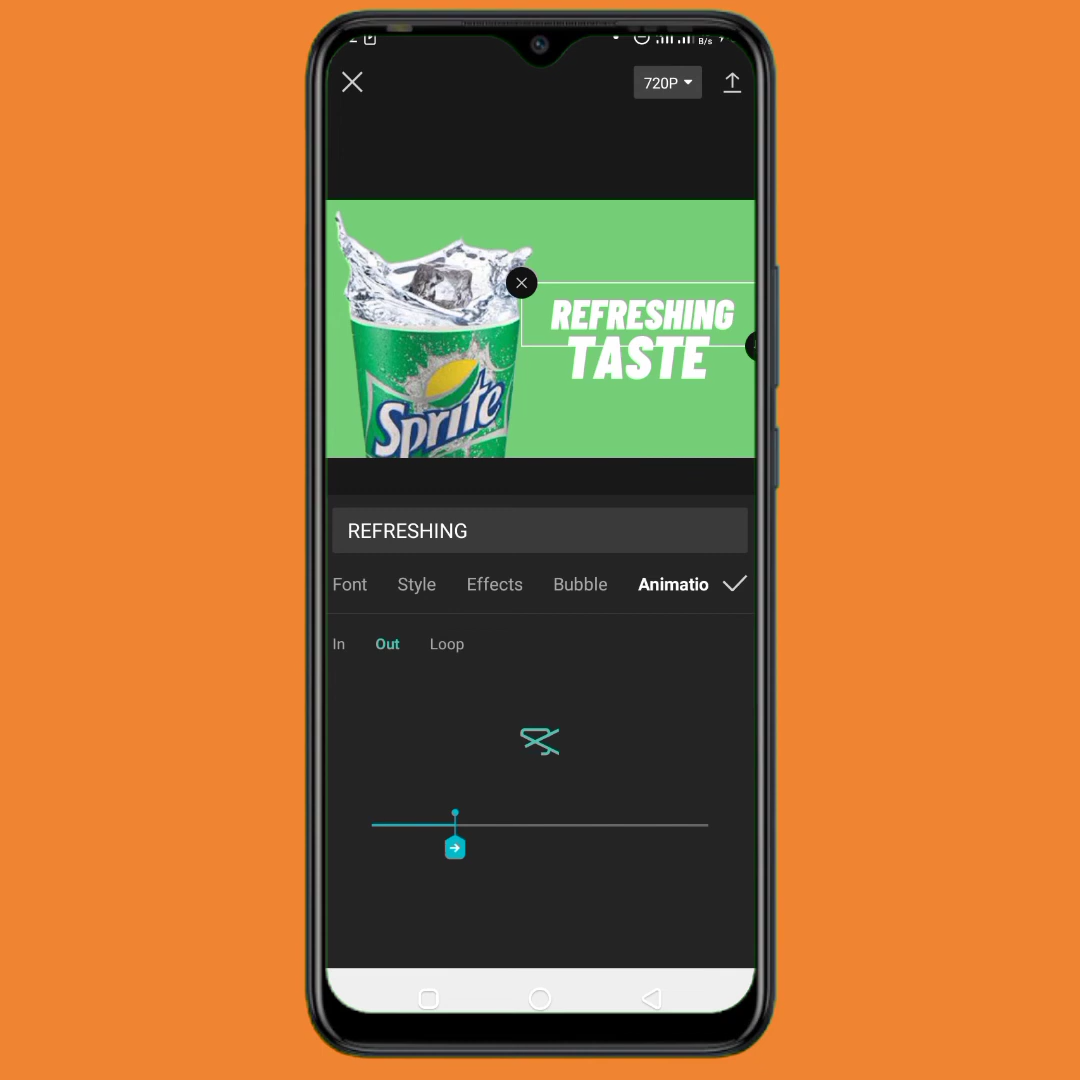 B/s
720P
REFRESHING
TASTE
Sprite
REFRESHING
Font Style Effects Bubble Animatio
In Out Loop